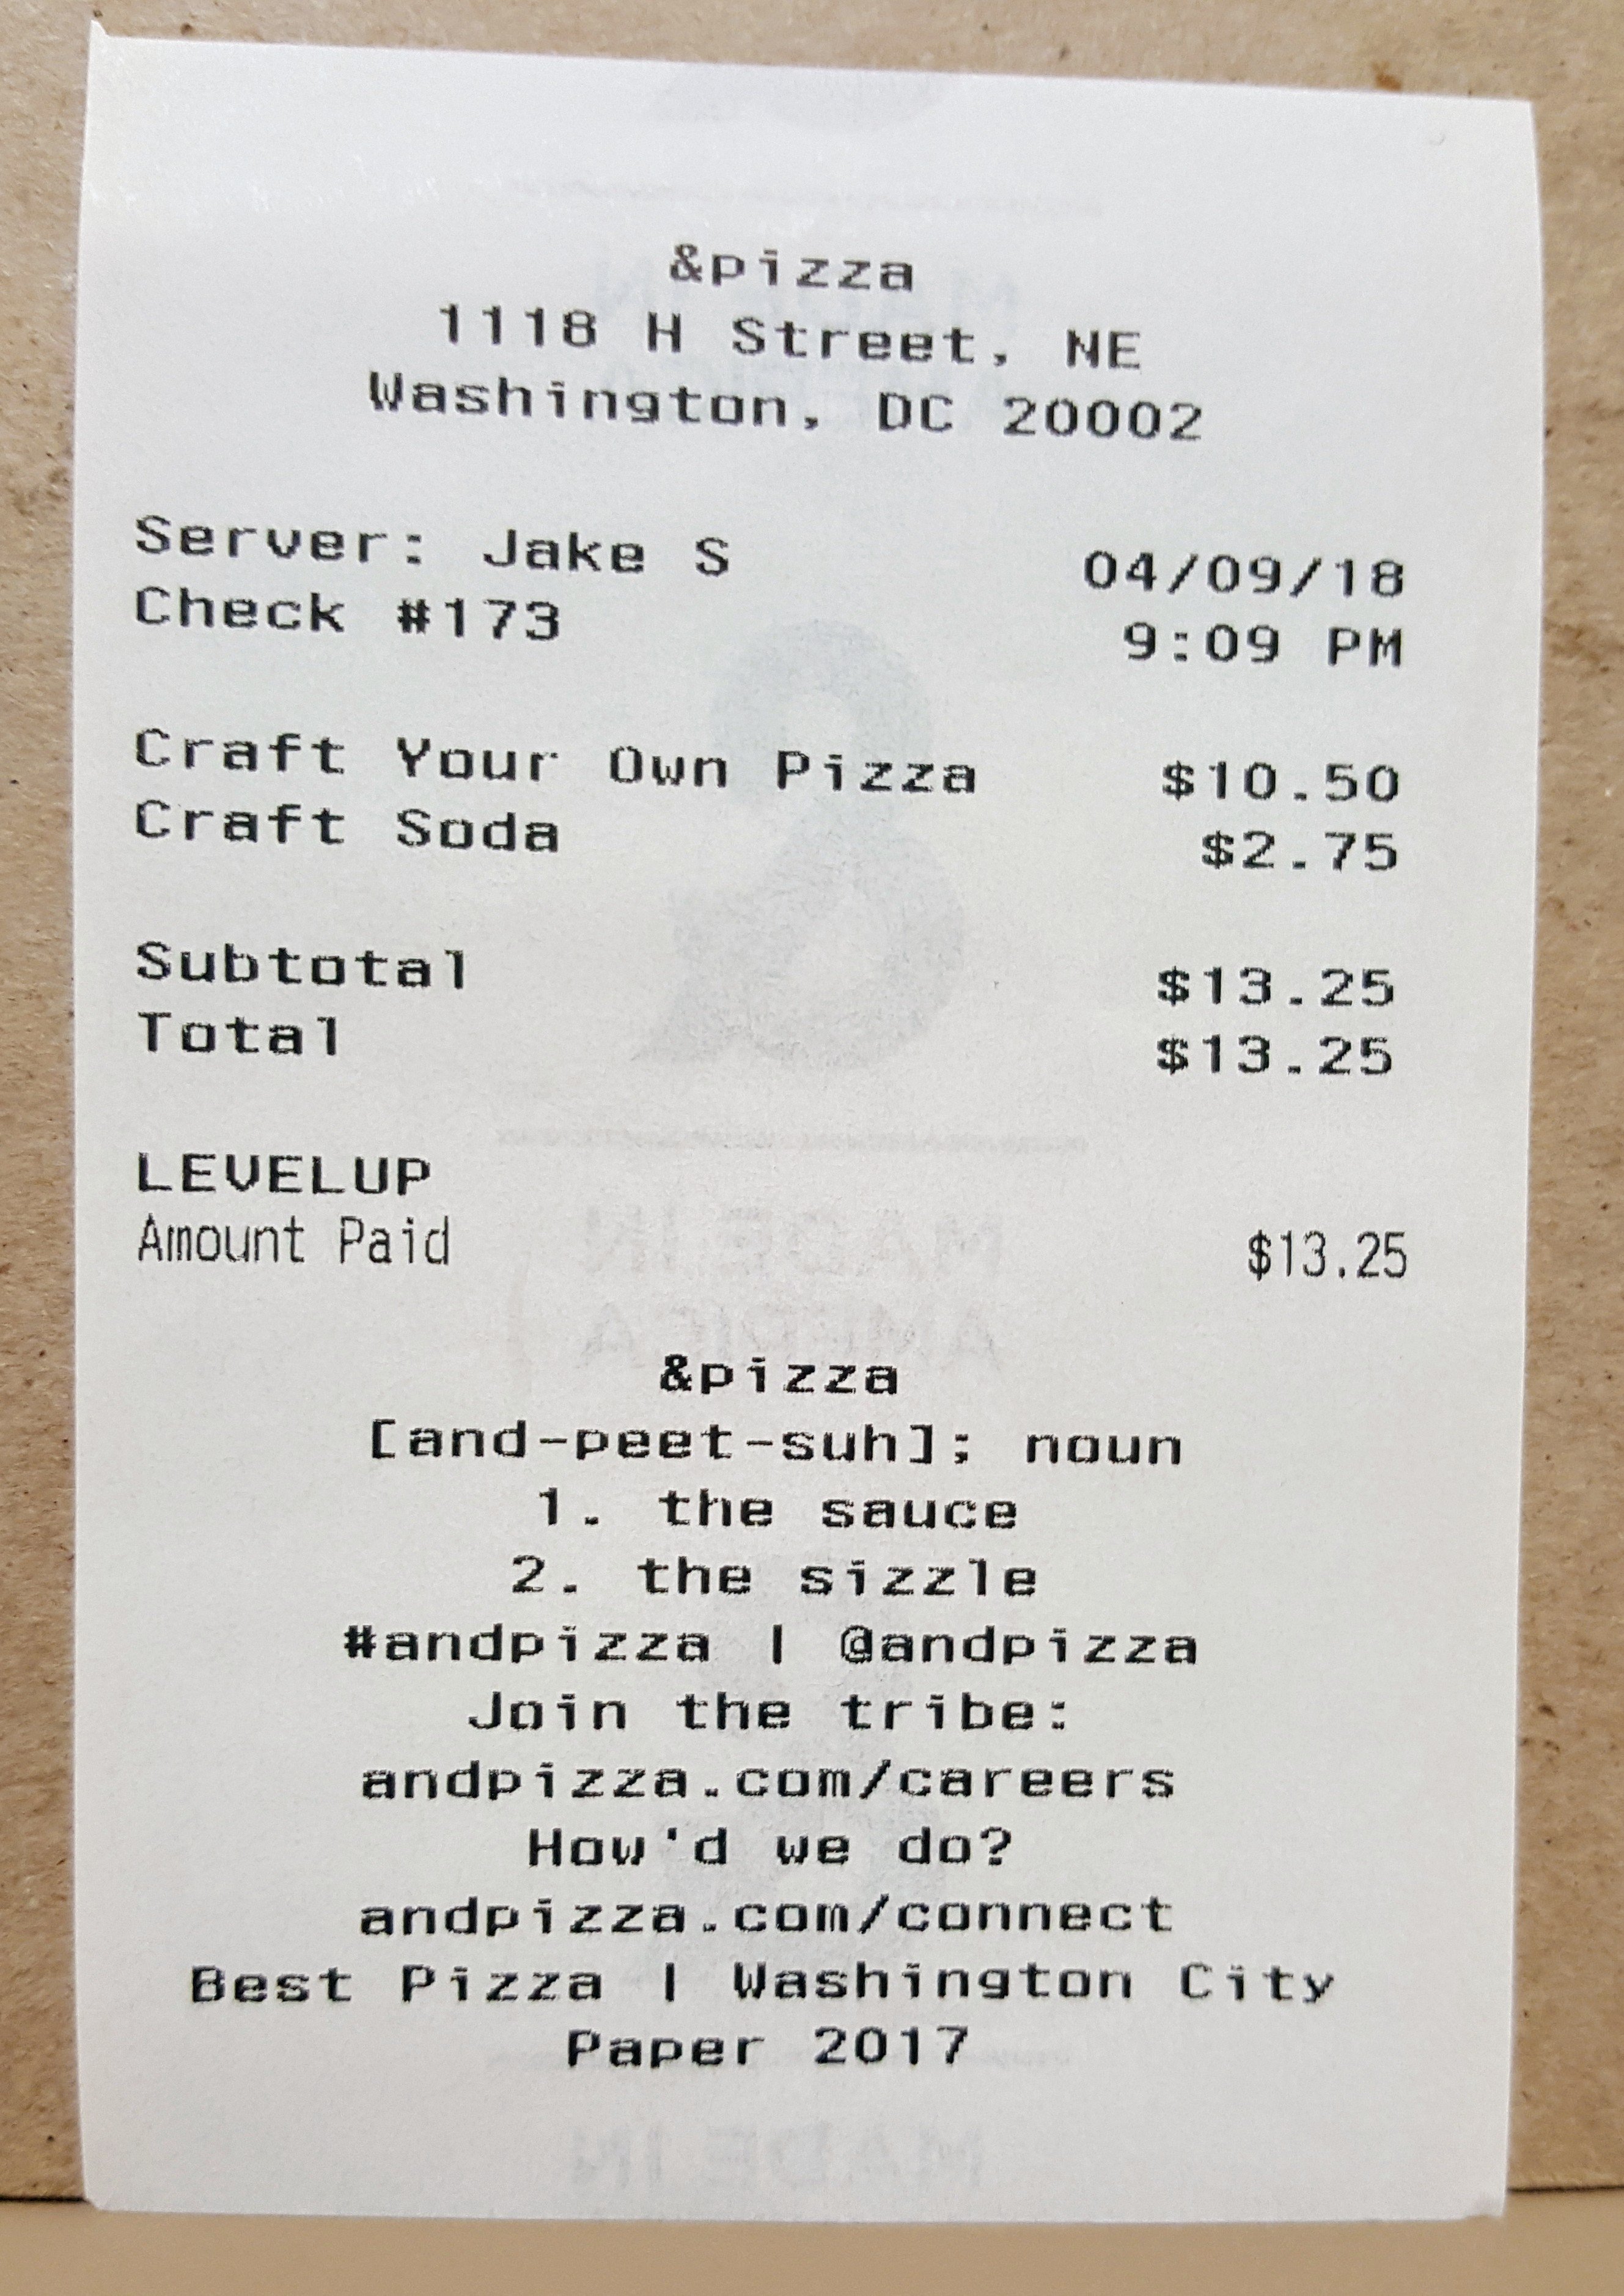 &pizza
1118 H Street, NE
Washington, DC 20002
Server: Jake S 04/09/18
Check #173 9:09 PM
Craft Your Own Pizza $10.50
Craft Soda $2.75
Subtotal $13.25
Total $13.25
LEVELUP
Amount Paid $13.25
&pizza
[and-peet-suh]; noun
1. the sauce
2. the sizzle
#andpizza | @andpizza
Join the tribe:
andpizza.com/careers
How'd we do?
andpizza.com/connect
Best Pizza | Washington City
Paper 2017